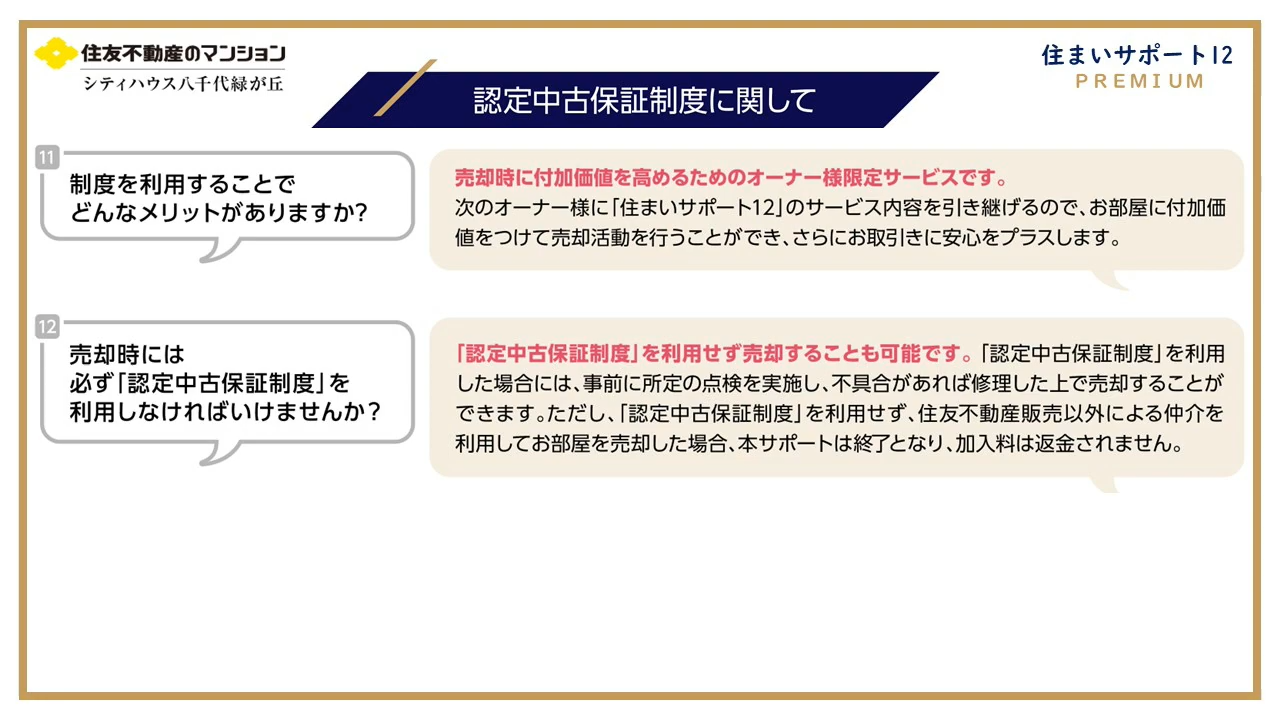 住友不動産のマンション
シティハウス八千代緑が丘
認定中古保証制度に関して
住まいサポート12
PREMIUM
11
制度を利用することで
どんなメリットがありますか?
売却時に付加価値を高めるためのオーナー様限定サービスです。
次のオーナー様に「住まいサポート12」のサービス内容を引き継げるので、お部屋に付加価
値をつけて売却活動を行うことができ、さらにお取引きに安心をプラスします。
12
売却時には
必ず「認定中古保証制度」を
利用しなければいけませんか?
「認定中古保証制度」を利用せず売却することも可能です。「認定中古保証制度」を利用
した場合には、事前に所定の点検を実施し、不具合があれば修理した上で売却することが
できます。ただし、「認定中古保証制度」を利用せず、住友不動産販売以外による仲介を
利用してお部屋を売却した場合、本サポートは終了となり、加入料は返金されません。